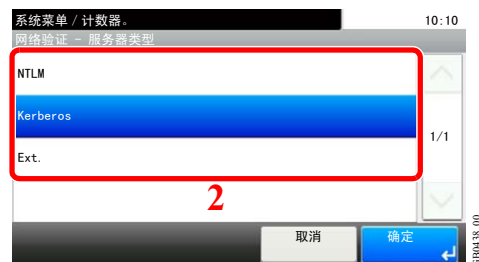 系统菜单 / 计数器。
10:10
网络验证 - 服务器类型
NTLM
Kerberos
1/1
Ext.
2
取消
确定
GB0438_00